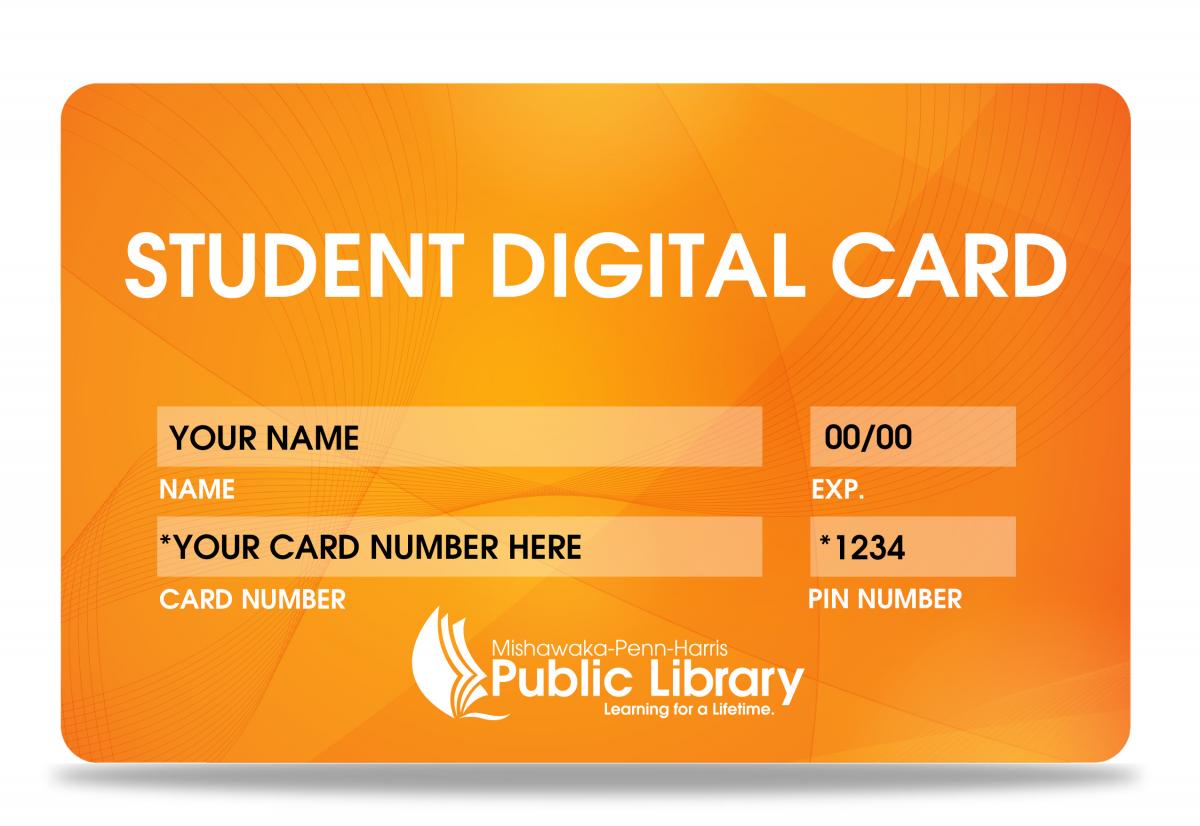 STUDENT DIGITAL CARD
YOUR NAME 00/00
NAME EXP.
*YOUR CARD NUMBER HERE *1234
CARD NUMBER PIN NUMBER
Mishawaka-Penn-Harris
Public Library
Learning for a Lifetime.